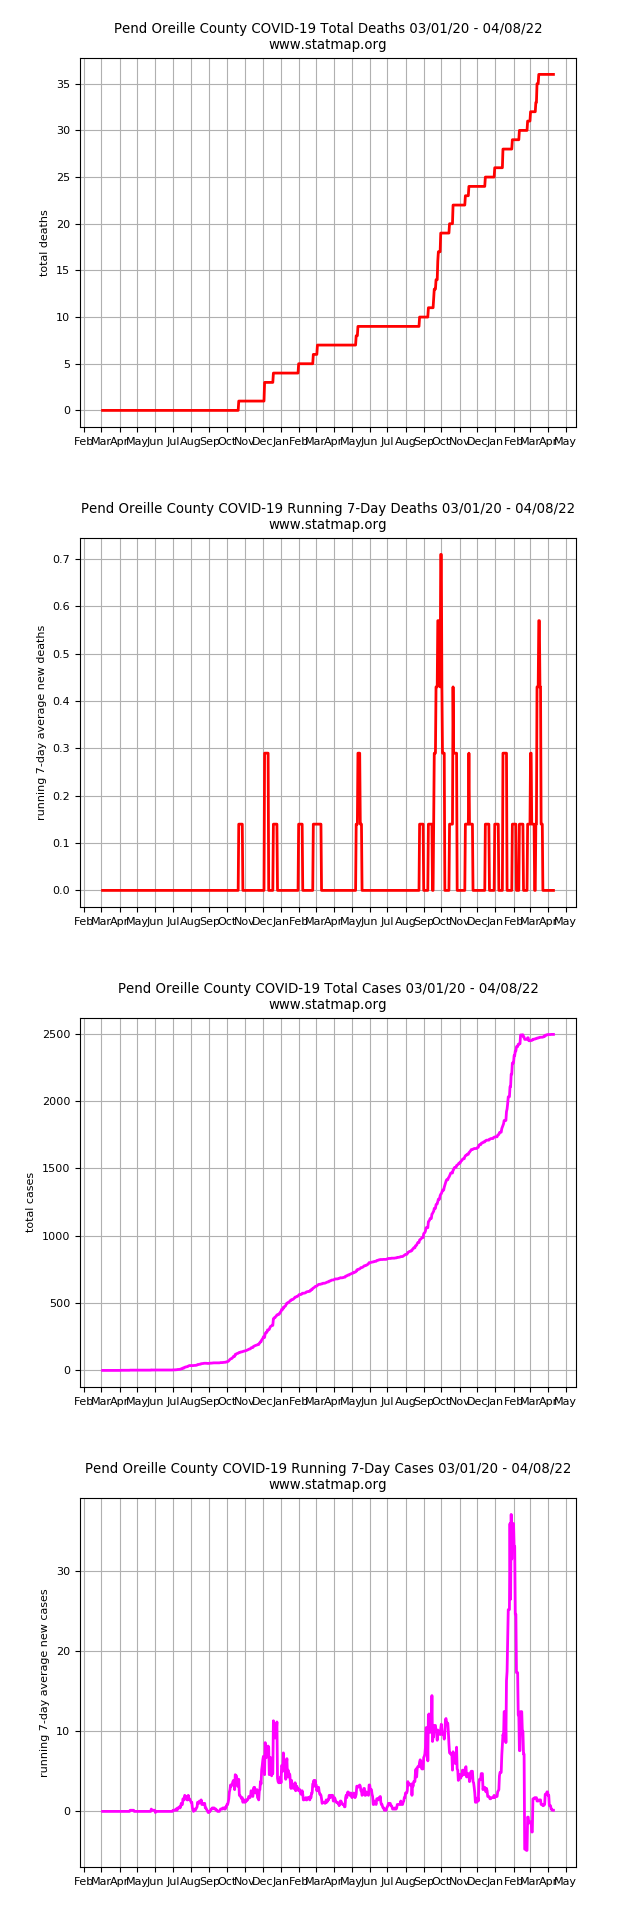 Pend Oreille County COVID-19 Total Deaths 03/01/20 - 04/08/22
www.statmap.org
35
30
25
20
15
10
5
0
total deaths
Feb Mar Apr May Jun Jul Aug Sep Oct Nov Dec Jan Feb Mar Apr May Jun Jul Aug Sep Oct Nov Dec Jan Feb Mar Apr May
Pend Oreille County COVID-19 Running 7-Day Deaths 03/01/20 - 04/08/22
www.statmap.org
0.7
0.6
0.5
0.4
0.3
0.2
0.1
0.0
running 7-day average new deaths
Feb Mar Apr May Jun Jul Aug Sep Oct Nov Dec Jan Feb Mar Apr May Jun Jul Aug Sep Oct Nov Dec Jan Feb Mar Apr May
Pend Oreille County COVID-19 Total Cases 03/01/20 - 04/08/22
www.statmap.org
2500
2000
1500
1000
500
0
total cases
Feb Mar Apr May Jun Jul Aug Sep Oct Nov Dec Jan Feb Mar Apr May Jun Jul Aug Sep Oct Nov Dec Jan Feb Mar Apr May
Pend Oreille County COVID-19 Running 7-Day Cases 03/01/20 - 04/08/22
www.statmap.org
30
20
10
0
running 7-day average new cases
Feb Mar Apr May Jun Jul Aug Sep Oct Nov Dec Jan Feb Mar Apr May Jun Jul Aug Sep Oct Nov Dec Jan Feb Mar Apr May